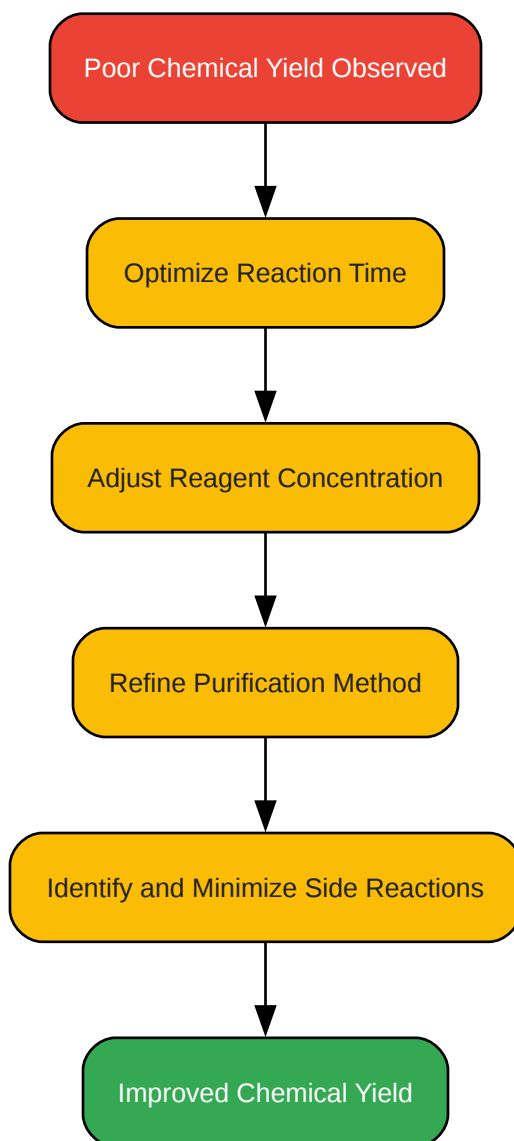 Poor Chemical Yield Observed
Optimize Reaction Time
Adjust Reagent Concentration
Refine Purification Method
Identify and Minimize Side Reactions
Improved Chemical Yield